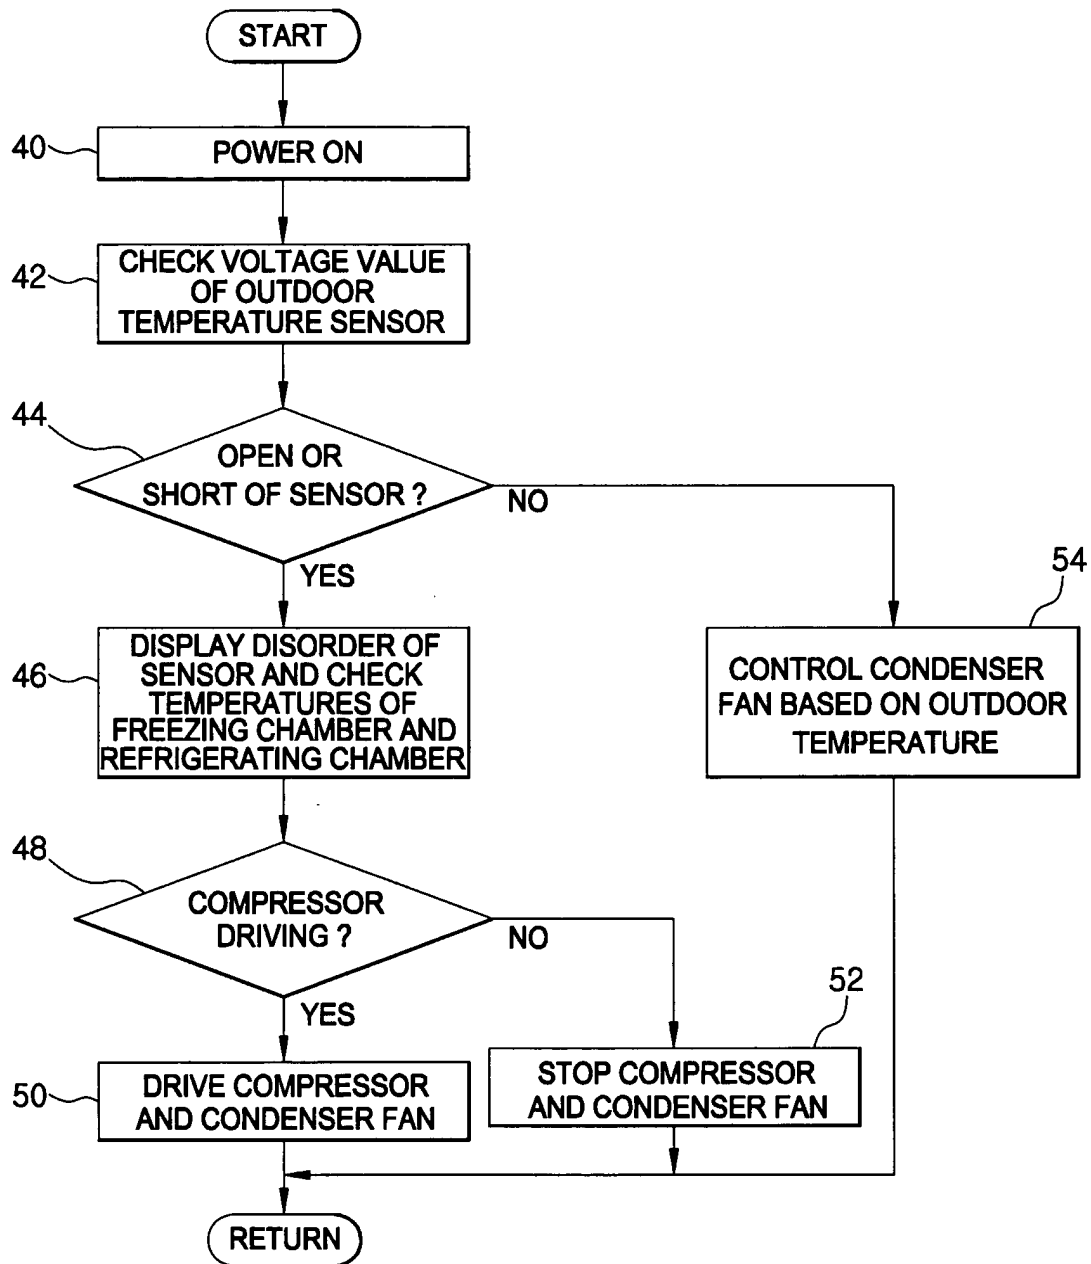 START
40
POWER ON
42
CHECK VOLTAGE VALUE
OF OUTDOOR
TEMPERATURE SENSOR
44
OPEN OR
SHORT OF SENSOR ?
NO
YES
54
46
DISPLAY DISORDER OF
SENSOR AND CHECK
TEMPERATURES OF
FREEZING CHAMBER AND
REFRIGERATING CHAMBER
CONTROL CONDENSER
FAN BASED ON OUTDOOR
TEMPERATURE
48
COMPRESSOR
DRIVING ?
NO
YES
52
50
DRIVE COMPRESSOR
AND CONDENSER FAN
STOP COMPRESSOR
AND CONDENSER FAN
RETURN